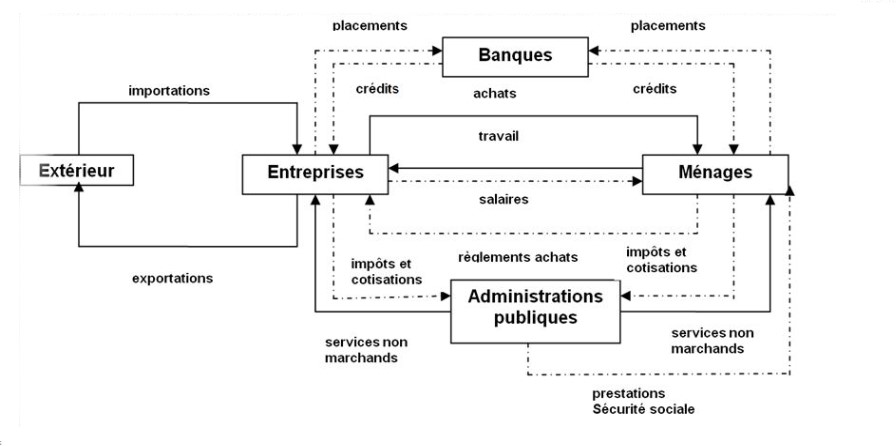 placements
placements
Banques
crédits
achats
crédits
importations
travail
Extérieur
Entreprises
Ménages
salaires
règlements achats
impôts et
cotisations
impôts et
cotisations
exportations
Administrations
publiques
services non
marchands
services non
marchands
prestations
Sécurité sociale